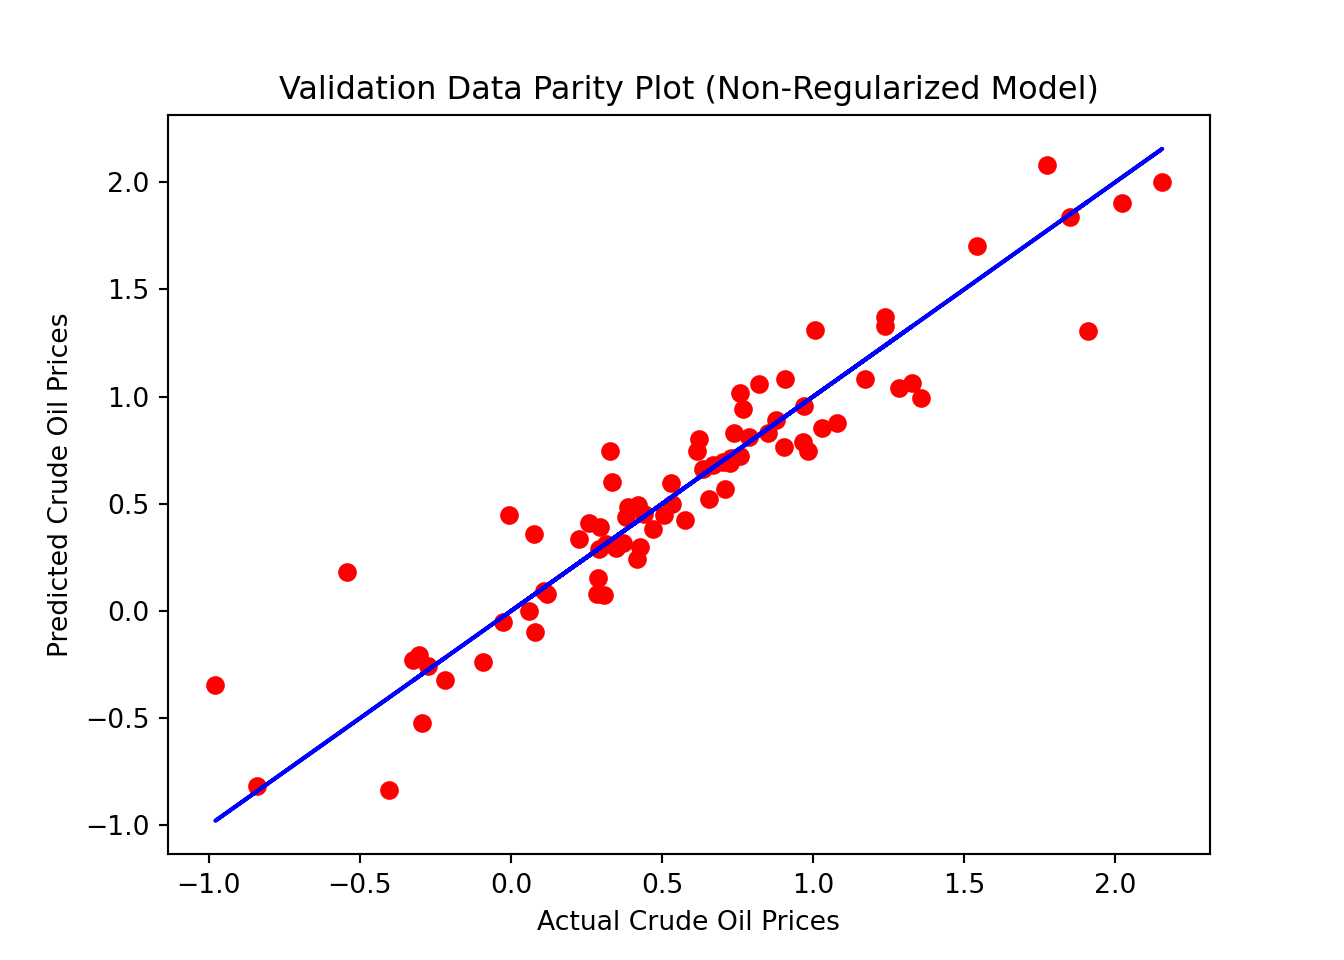 Validation Data Parity Plot (Non-Regularized Model)
Predicted Crude Oil Prices
2.0
1.5
1.0
0.5
0.0
−0.5
−1.0
−1.0 −0.5 0.0 0.5 1.0 1.5 2.0
Actual Crude Oil Prices